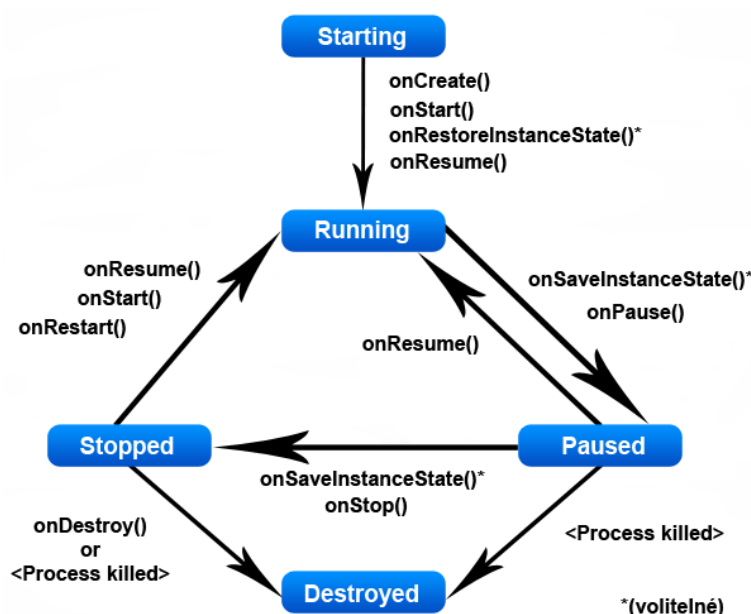 Starting
onCreate()
onStart()
onRestoreInstanceState()*
onResume()
Running
onResume()
onStart()
onRestart()
onSaveInstanceState()*
onPause()
onResume()
Stopped
Paused
onSaveInstanceState()*
onStop()
onDestroy()
or
<Process killed>
<Process killed>
Destroyed
*(volitelné)